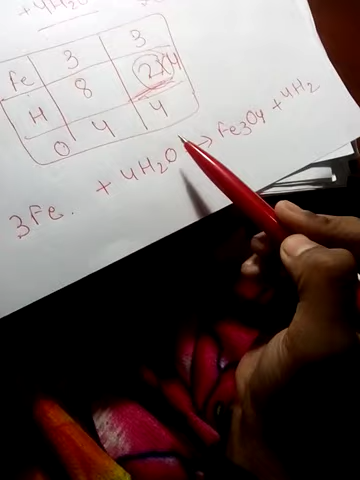 +4H2O
Fe 3 3
H 8 2x4
O 4 4
3Fe. + 4H2O → Fe3O4 + 4H2